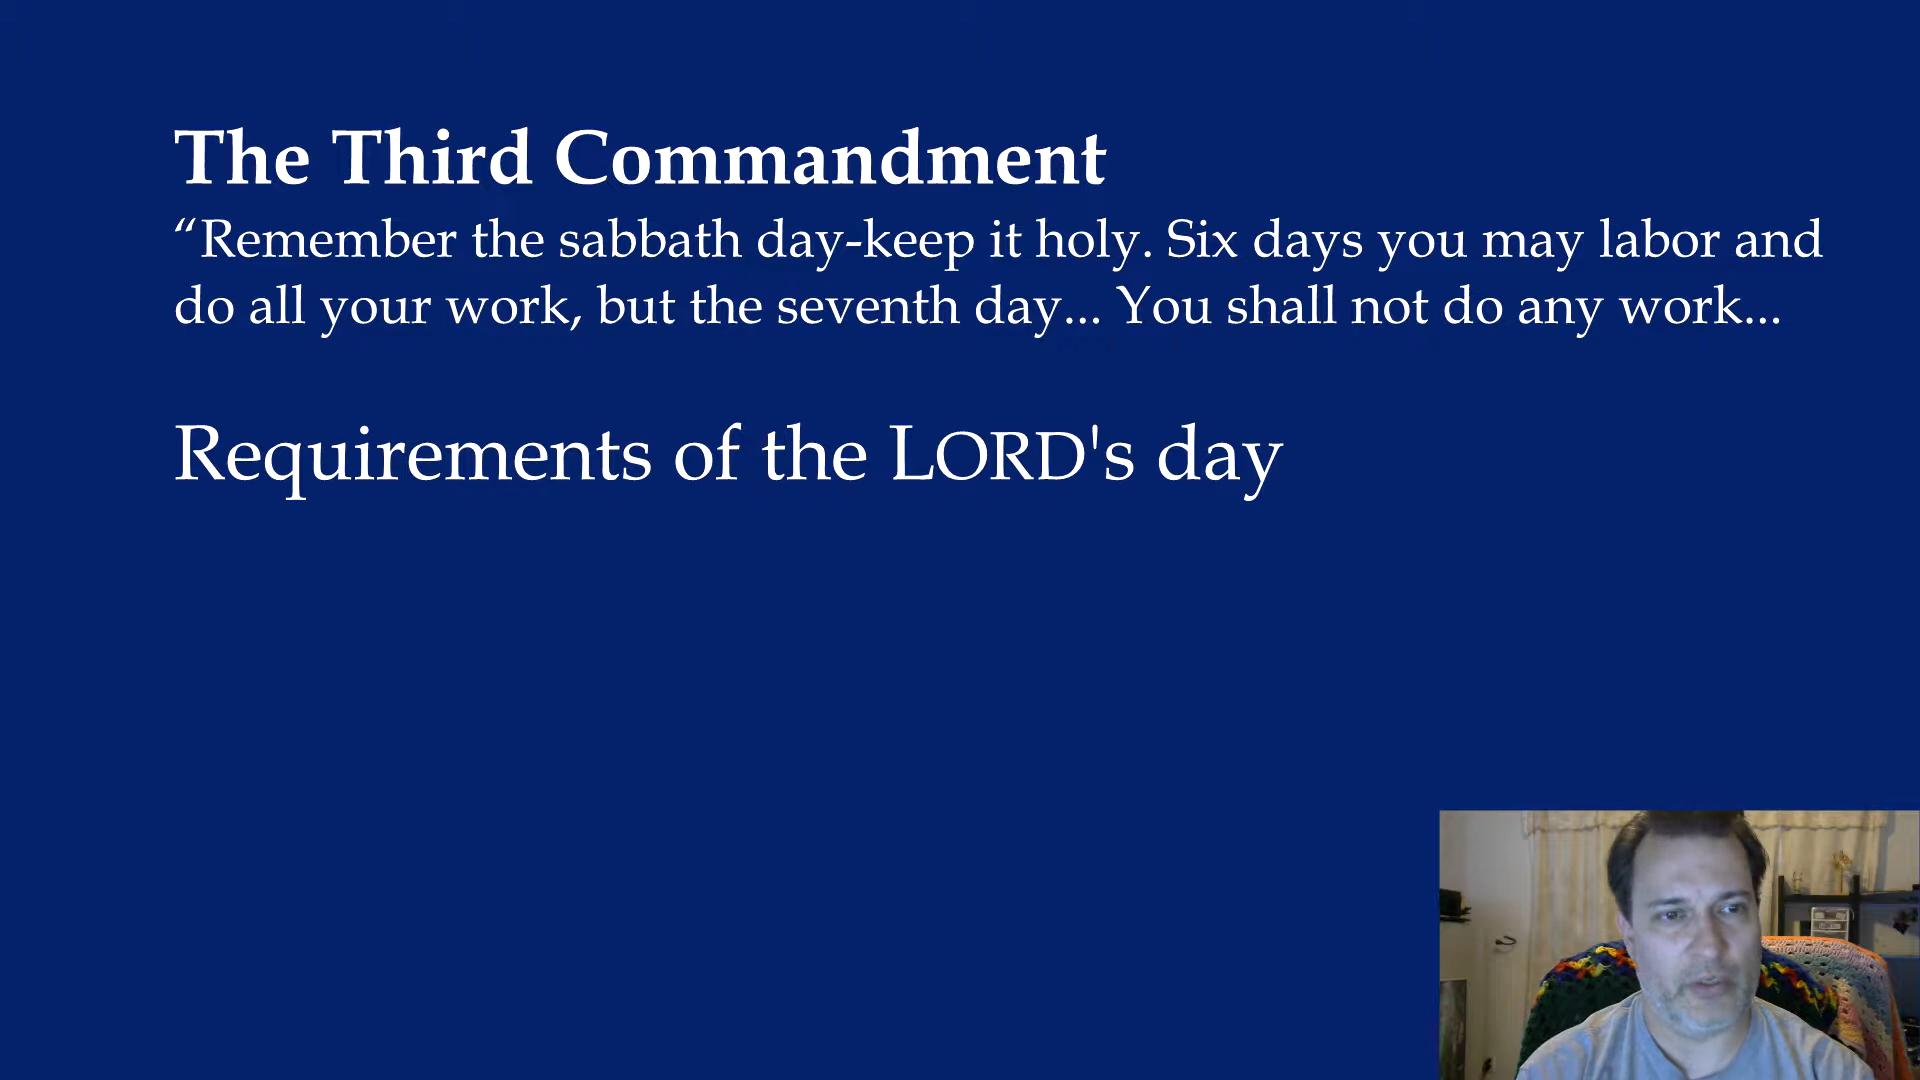 The Third Commandment
“Remember the sabbath day-keep it holy. Six days you may labor and
do all your work, but the seventh day... You shall not do any work...
Requirements of the LORD's day